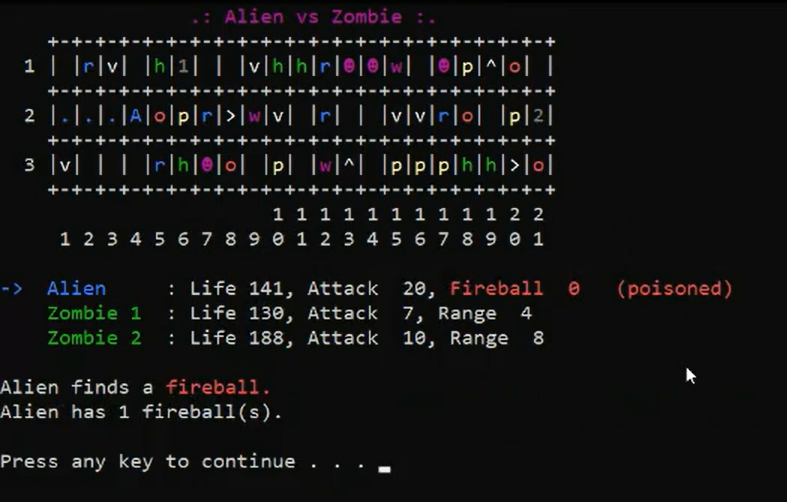 .: Alien vs Zombie :.
+-+-+-+-+-+-+-+-+-+-+-+-+-+-+-+-+-+-+-+-+-+
1 | |r|v| |h|1| | |v|h|h|r|☻|☻|w| |☻|p|^|o| |
+-+-+-+-+-+-+-+-+-+-+-+-+-+-+-+-+-+-+-+-+-+
2 |.|.|.|A|o|p|r|>|w|v| |r| | |v|v|r|o| |p|2|
+-+-+-+-+-+-+-+-+-+-+-+-+-+-+-+-+-+-+-+-+-+
3 |v| | | |r|h|☻|o| |p| |w|^| |p|p|p|h|h|>|o|
+-+-+-+-+-+-+-+-+-+-+-+-+-+-+-+-+-+-+-+-+-+
1 1 1 1 1 1 1 1 1 1 2 2
1 2 3 4 5 6 7 8 9 0 1 2 3 4 5 6 7 8 9 0 1
-> Alien : Life 141, Attack 20, Fireball 0 (poisoned)
Zombie 1 : Life 130, Attack 7, Range 4
Zombie 2 : Life 188, Attack 10, Range 8
Alien finds a fireball.
Alien has 1 fireball(s).
Press any key to continue . . . _